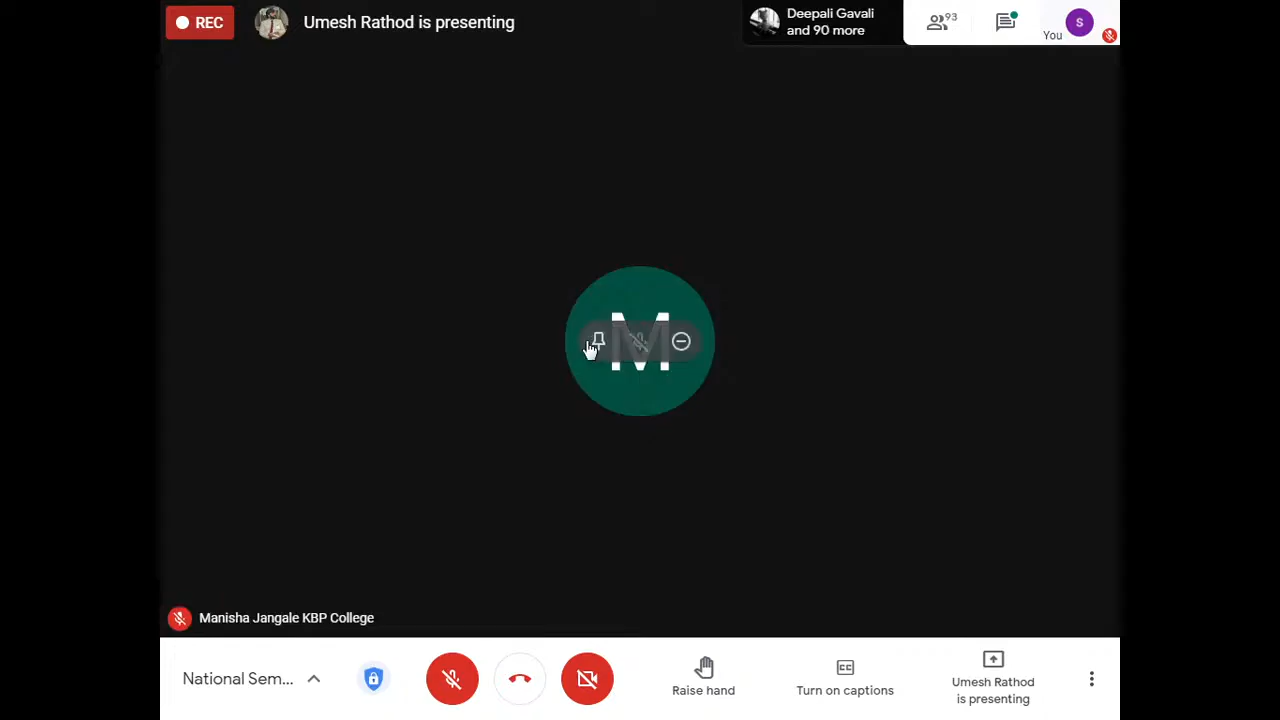 REC
Umesh Rathod is presenting
Deepali Gavali
and 90 more
93
You
S
M
Manisha Jangale KBP College
National Sem...
Raise hand
CC
Turn on captions
Umesh Rathod
is presenting